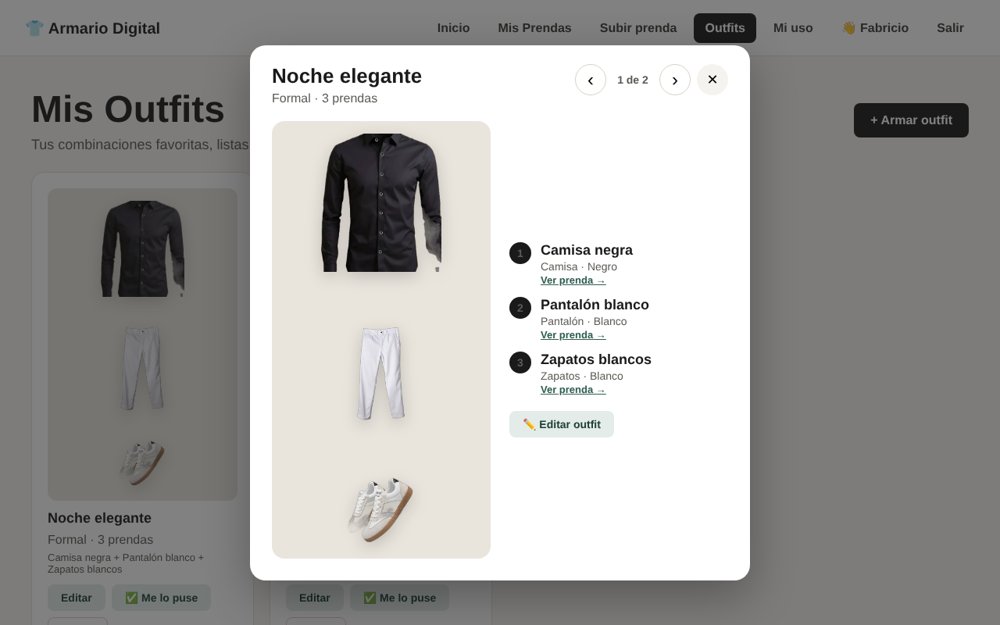 👕 Armario Digital
Inicio
Mis Prendas
Subir prenda
Outfits
Mi uso
👋 Fabricio
Salir
Mis Outfits
Tus combinaciones favoritas, listas
+ Armar outfit
Noche elegante
Formal · 3 prendas
‹
1 de 2
›
✕
1
Camisa negra
Camisa · Negro
Ver prenda →
2
Pantalón blanco
Pantalón · Blanco
Ver prenda →
3
Zapatos blancos
Zapatos · Blanco
Ver prenda →
✏️ Editar outfit
Noche elegante
Formal · 3 prendas
Camisa negra + Pantalón blanco +
Zapatos blancos
Editar
✅ Me lo puse
Editar
✅ Me lo puse